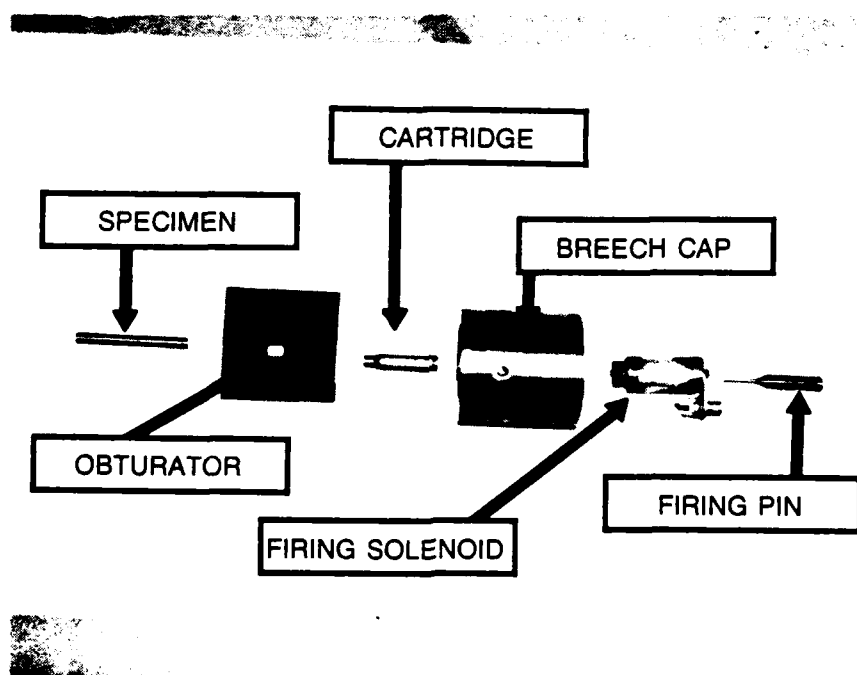 CARTRIDGE
SPECIMEN
BREECH CAP
OBTURATOR
FIRING PIN
FIRING SOLENOID